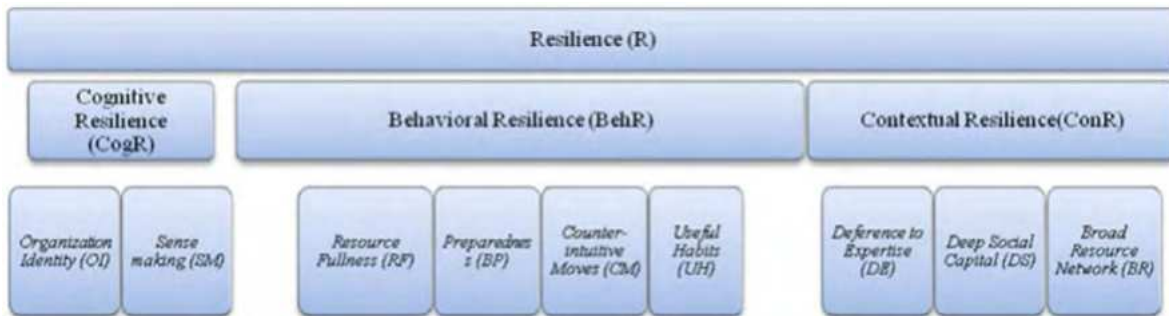 Resilience (R)
Cognitive
Resilience
(CogR)
Behavioral Resilience (BehR)
Contextual Resilience(ConR)
Organization
Identity (OI)
Sense
making (SM)
Resource
Fullness (RF)
Preparednes
s (BP)
Counter-
intuitive
Moves (CM)
Useful
Habits
(UH)
Deference to
Expertise
(DE)
Deep Social
Capital (DS)
Broad
Resource
Network (BR)